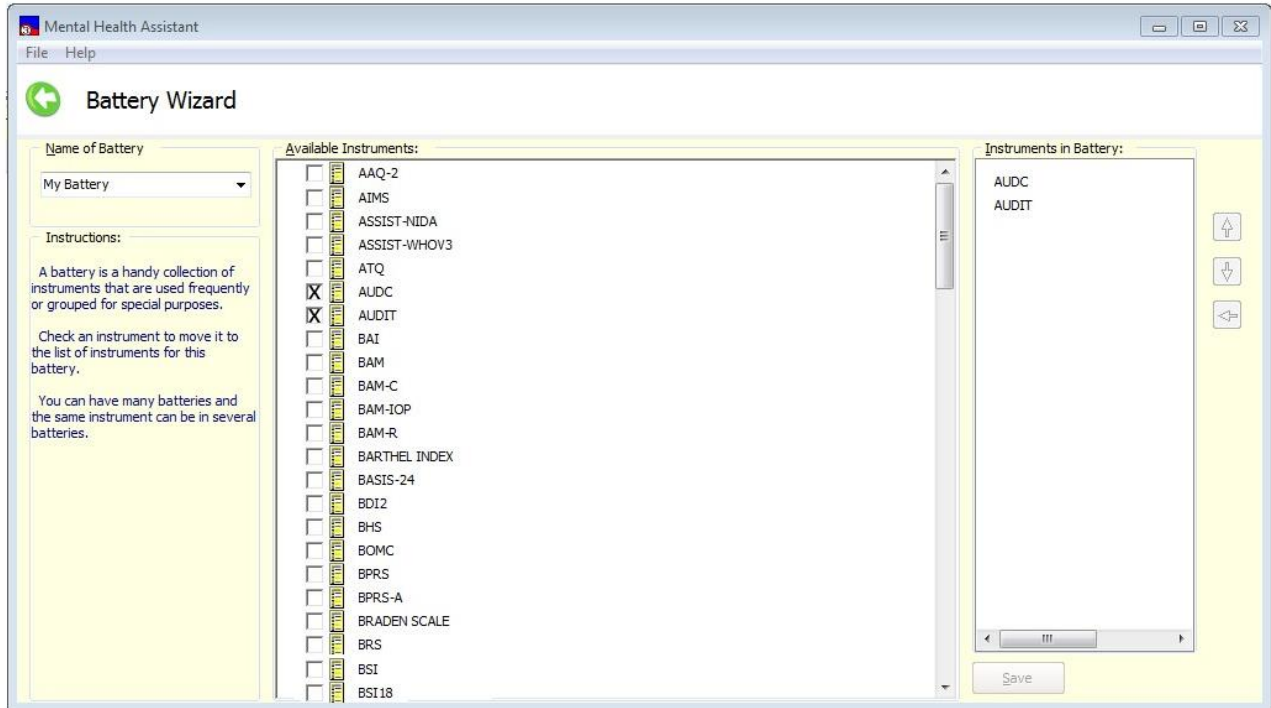 Mental Health Assistant
File Help
Battery Wizard
Name of Battery
My Battery
Instructions:
A battery is a handy collection of
instruments that are used frequently
or grouped for special purposes.
Check an instrument to move it to
the list of instruments for this
battery.
You can have many batteries and
the same instrument can be in several
batteries.
Available Instruments:
AAQ-2
AIMS
ASSIST-NIDA
ASSIST-WHOV3
ATQ
AUDC
AUDIT
BAI
BAM
BAM-C
BAM-IOP
BAM-R
BARTHEL INDEX
BASIS-24
BDI2
BHS
BOMC
BPRS
BPRS-A
BRADEN SCALE
BRS
BSI
BSI18
Instruments in Battery:
AUDC
AUDIT
Save